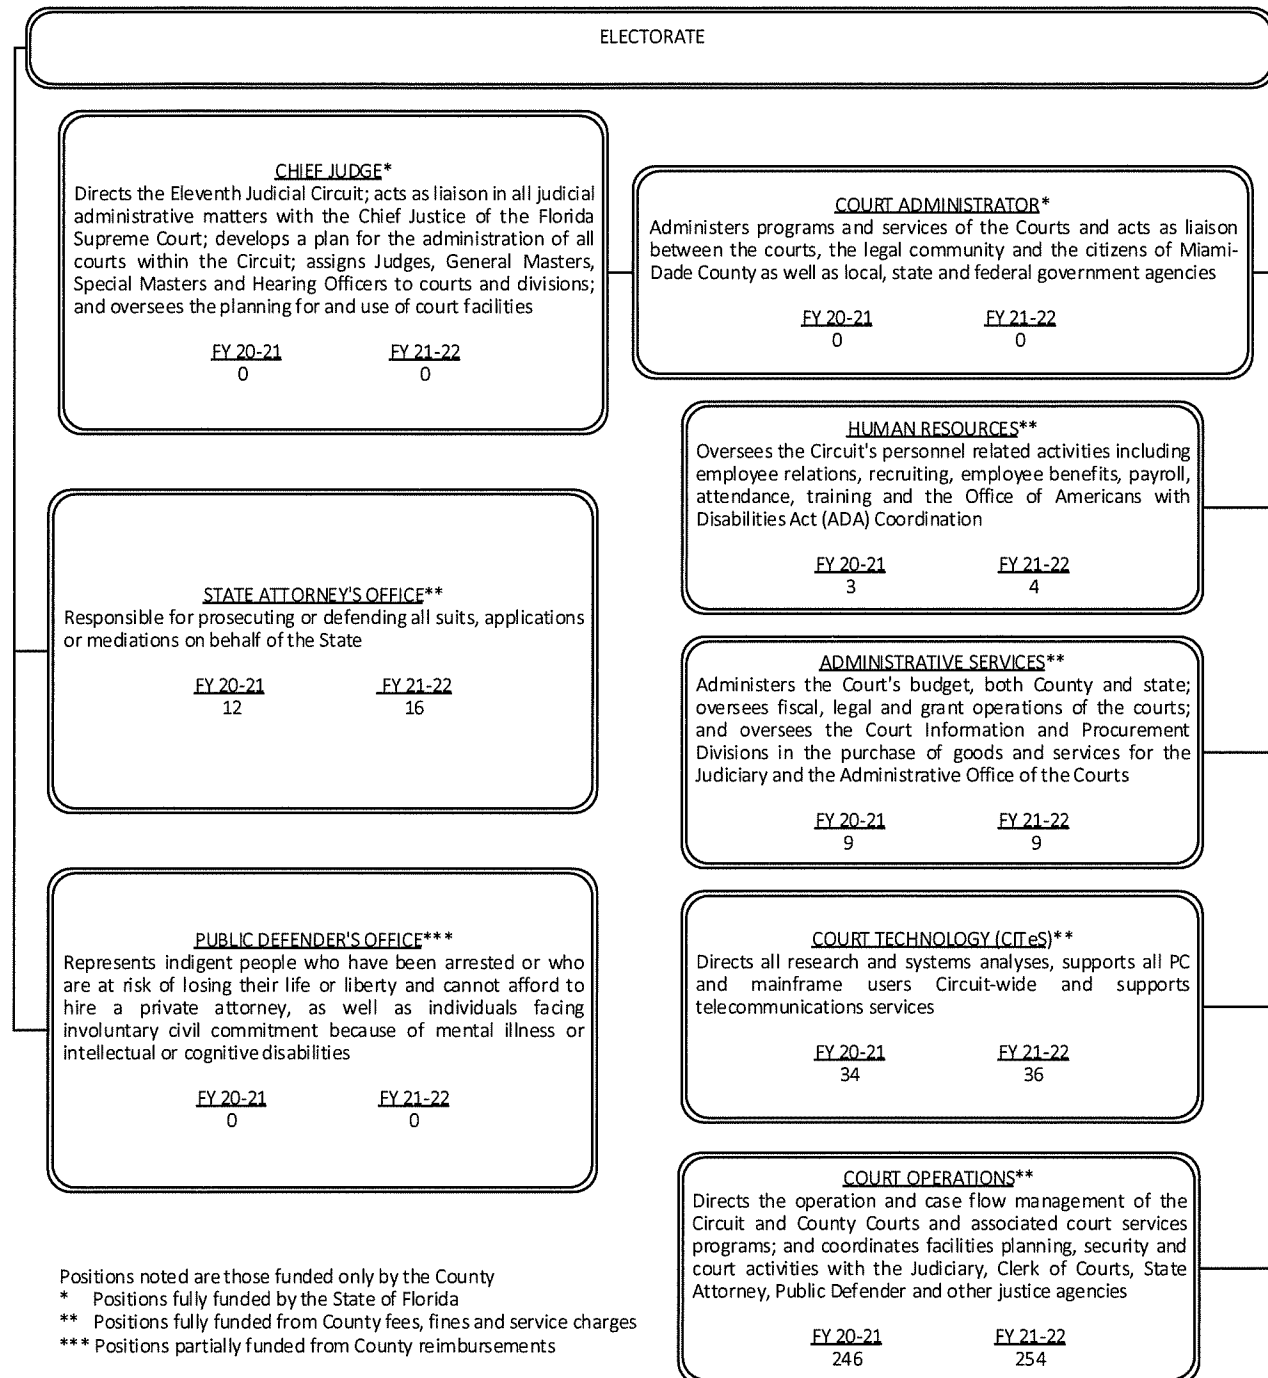 ELECTORATE
CHIEF JUDGE*
Directs the Eleventh Judicial Circuit; acts as liaison in all judicial
administrative matters with the Chief Justice of the Florida
Supreme Court; develops a plan for the administration of all
courts within the Circuit; assigns Judges, General Masters,
Special Masters and Hearing Officers to courts and divisions;
and oversees the planning for and use of court facilities
FY 20-21 FY 21-22
0 0
STATE ATTORNEY'S OFFICE**
Responsible for prosecuting or defending all suits, applications
or mediations on behalf of the State
FY 20-21 FY 21-22
12 16
PUBLIC DEFENDER'S OFFICE***
Represents indigent people who have been arrested or who
are at risk of losing their life or liberty and cannot afford to
hire a private attorney, as well as individuals facing
involuntary civil commitment because of mental illness or
intellectual or cognitive disabilities
FY 20-21 FY 21-22
0 0
COURT ADMINISTRATOR*
Administers programs and services of the Courts and acts as liaison
between the courts, the legal community and the citizens of Miami-
Dade County as well as local, state and federal government agencies
FY 20-21 FY 21-22
0 0
HUMAN RESOURCES**
Oversees the Circuit's personnel related activities including
employee relations, recruiting, employee benefits, payroll,
attendance, training and the Office of Americans with
Disabilities Act (ADA) Coordination
FY 20-21 FY 21-22
3 4
ADMINISTRATIVE SERVICES**
Administers the Court's budget, both County and state;
oversees fiscal, legal and grant operations of the courts;
and oversees the Court Information and Procurement
Divisions in the purchase of goods and services for the
Judiciary and the Administrative Office of the Courts
FY 20-21 FY 21-22
9 9
COURT TECHNOLOGY (CITeS)**
Directs all research and systems analyses, supports all PC
and mainframe users Circuit-wide and supports
telecommunications services
FY 20-21 FY 21-22
34 36
COURT OPERATIONS**
Directs the operation and case flow management of the
Circuit and County Courts and associated court services
programs; and coordinates facilities planning, security and
court activities with the Judiciary, Clerk of Courts, State
Attorney, Public Defender and other justice agencies
FY 20-21 FY 21-22
246 254
Positions noted are those funded only by the County
* Positions fully funded by the State of Florida
** Positions fully funded from County fees, fines and service charges
*** Positions partially funded from County reimbursements